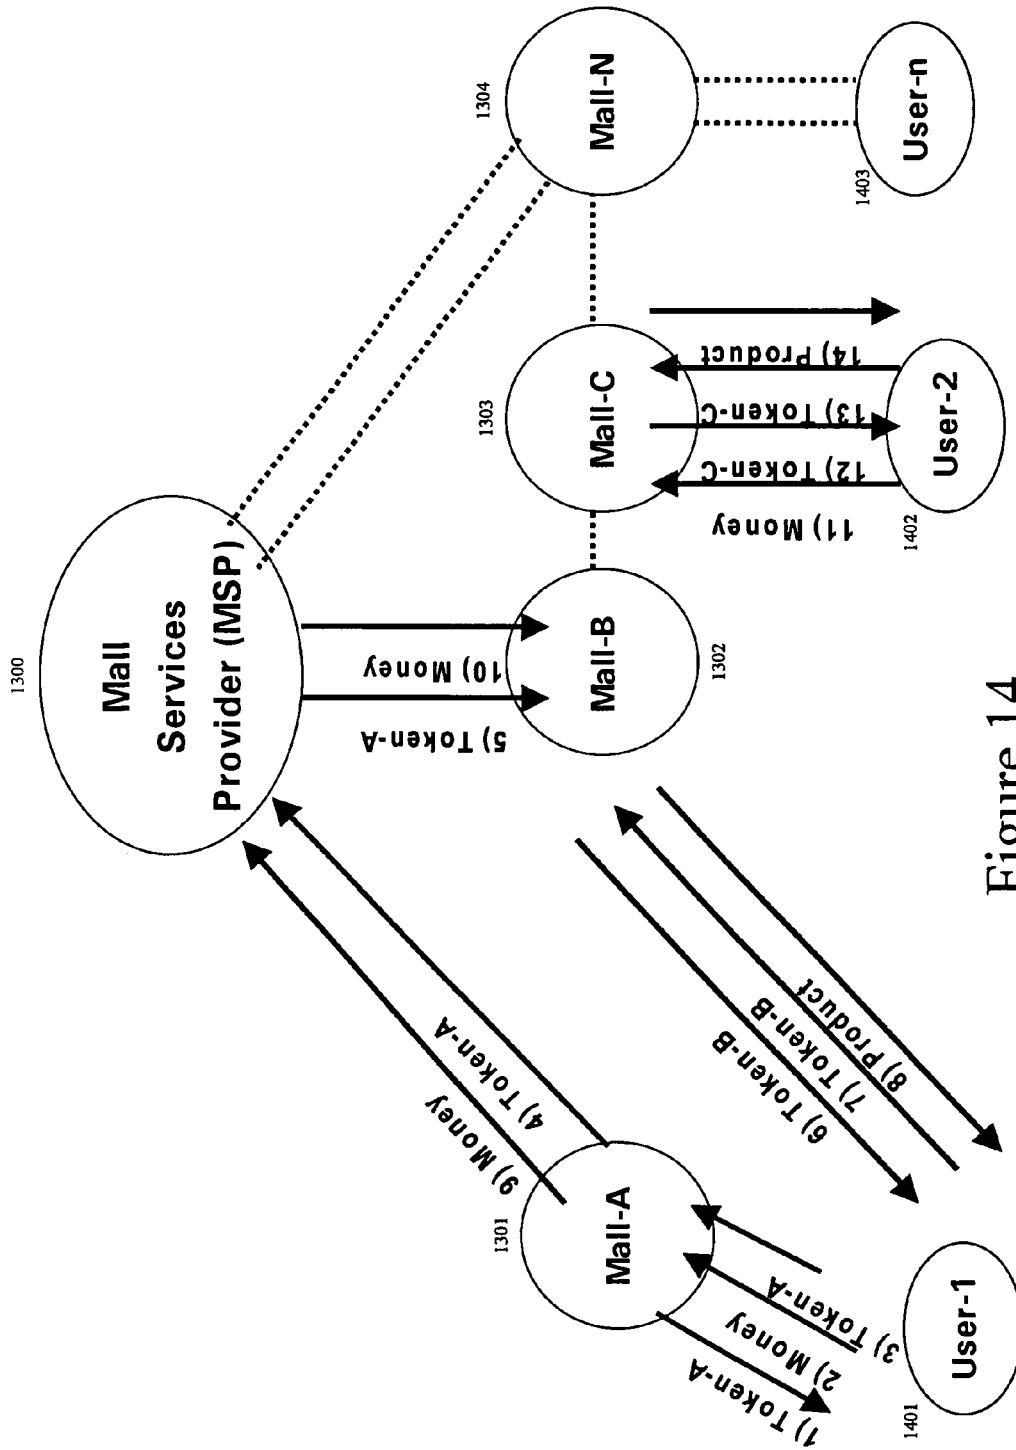 1300
Mall
Services
Provider (MSP)
9) Money
4) Token-A
5) Token-A
10) Money
1301
Mall-A
1302
Mall-B
1303
Mall-C
1304
Mall-N
1) Token-A
2) Money
3) Token-A
6) Token-B
7) Token-B
8) Product
11) Money
12) Token-C
13) Token-C
14) Product
1401
User-1
1402
User-2
1403
User-n
Figure 14